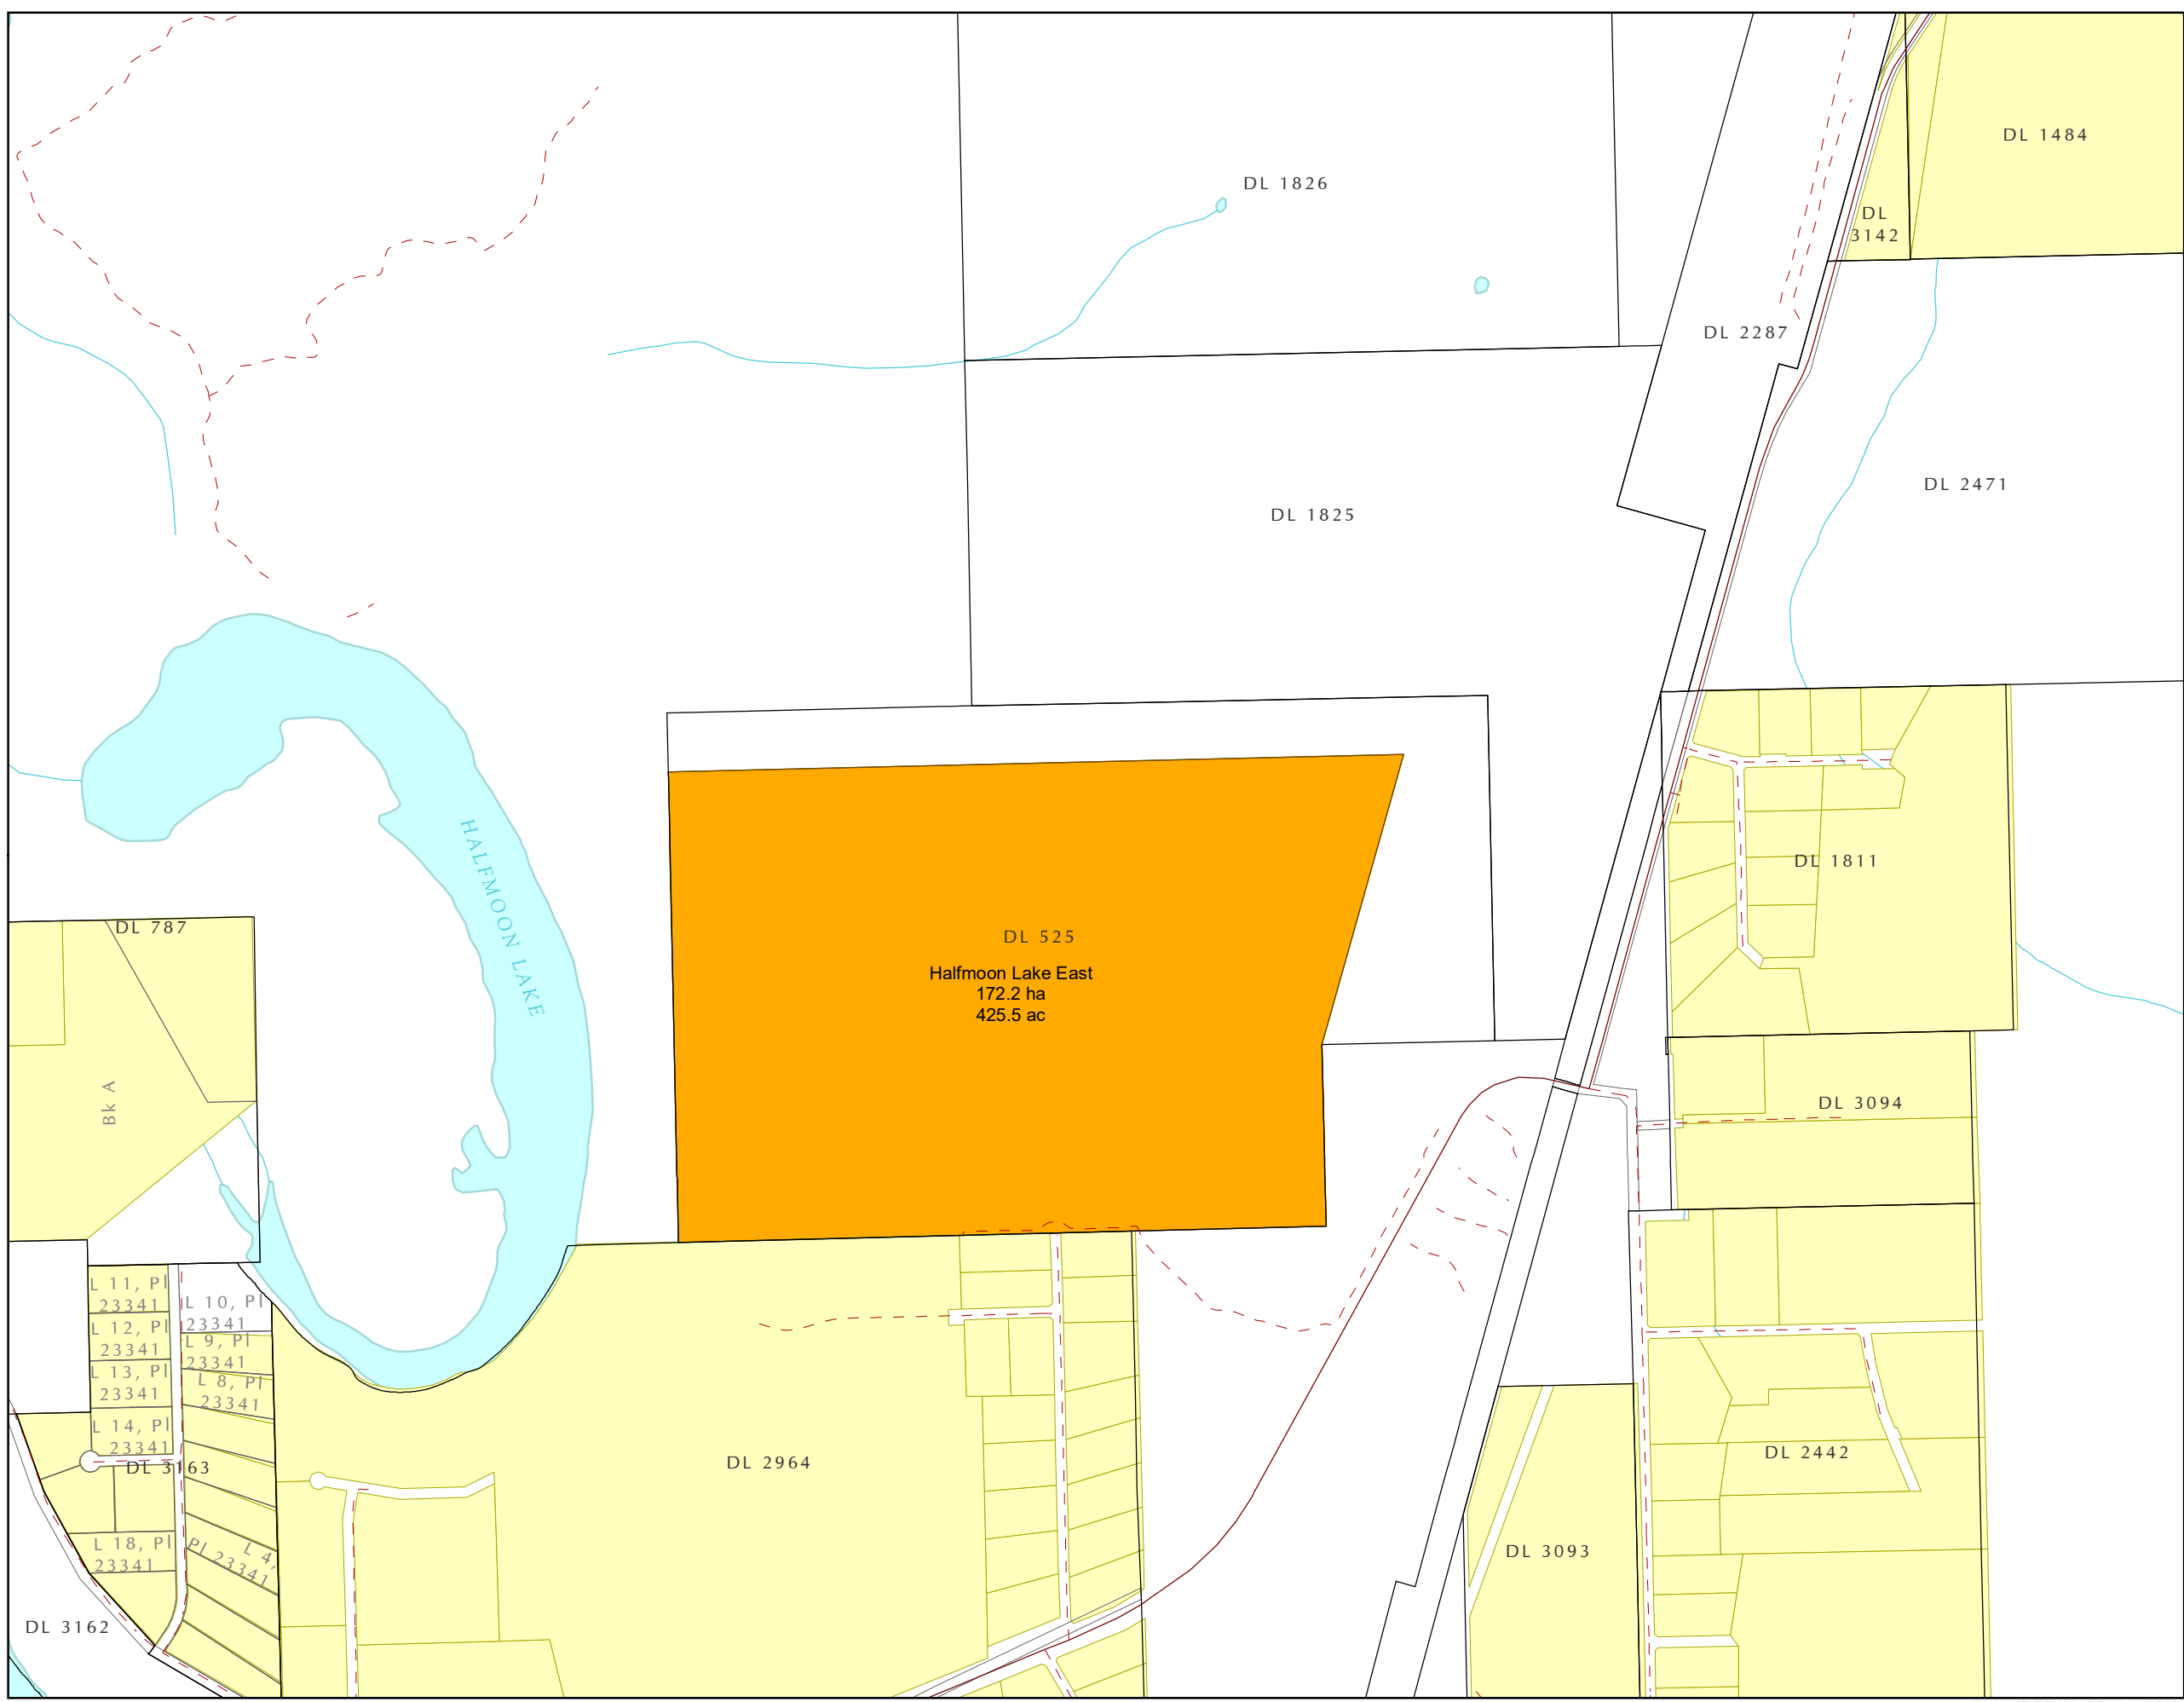 DL 1484
DL 1826
DL
3142
DL 2287
DL 2471
DL 1825
HALFMOON LAKE
DL 1811
DL 787
DL 525
Halfmoon Lake East
172.2 ha
425.5 ac
Bk A
DL 3094
L 11, Pl
23341
L 10, Pl
23341
L 12, Pl
23341
L 9, Pl
23341
L 13, Pl
23341
L 8, Pl
23341
L 14, Pl
23341
DL 3163
DL 2964
DL 2442
L 18, Pl
23341
L 4,
Pl 23341
DL 3093
DL 3162